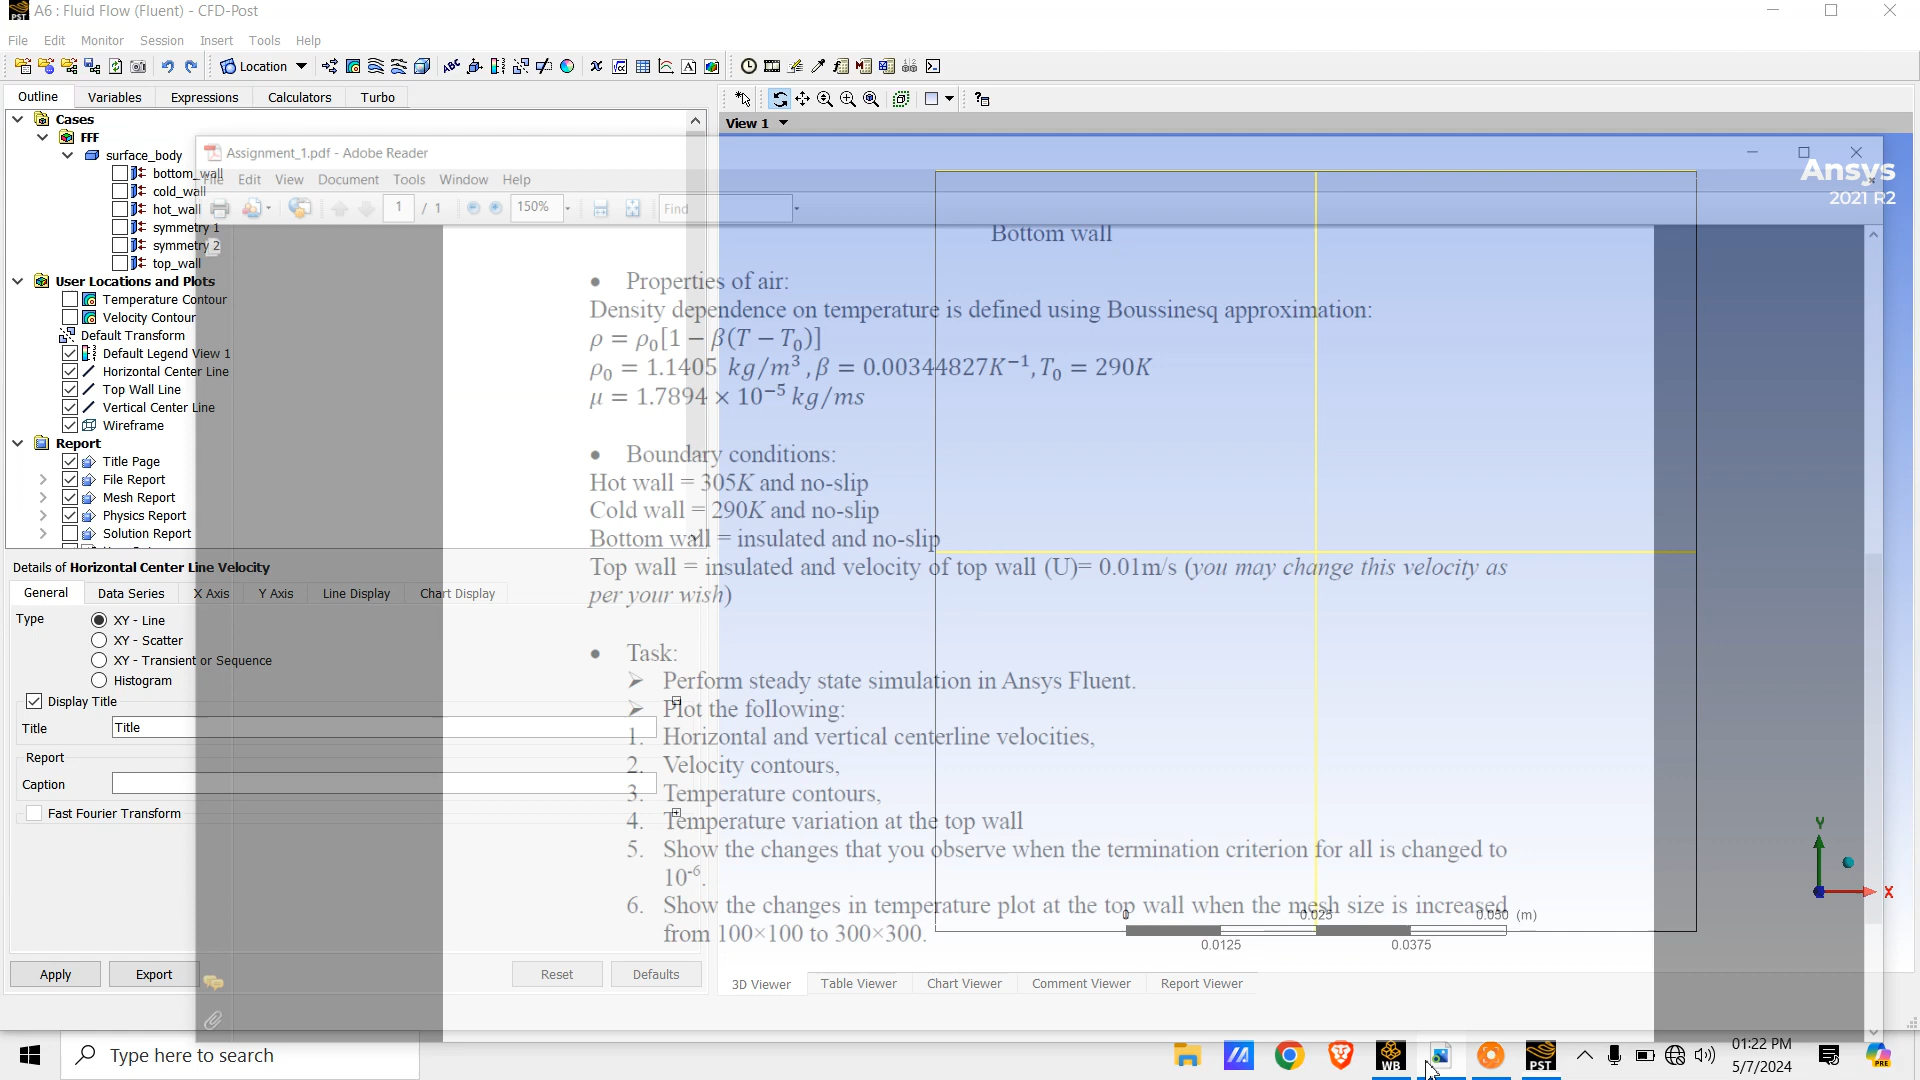 A6 : Fluid Flow (Fluent) - CFD-Post
File Edit Monitor Session Insert Tools Help
Location
Outline Variables Expressions Calculators Turbo
View 1
Cases
FFF
surface_body
bottom_wall
cold_wall
hot_wall
symmetry 1
symmetry 2
top_wall
User Locations and Plots
Temperature Contour
Velocity Contour
Default Transform
Default Legend View 1
Horizontal Center Line
Top Wall Line
Vertical Center Line
Wireframe
Report
Title Page
File Report
Mesh Report
Physics Report
Solution Report
Details of Horizontal Center Line Velocity
General Data Series X Axis Y Axis Line Display Chart Display
Type
XY - Line
XY - Scatter
XY - Transient or Sequence
Histogram
Display Title
Title Title
Report
Caption
Fast Fourier Transform
Apply Export Reset Defaults
Assignment_1.pdf - Adobe Reader
File Edit View Document Tools Window Help
1 / 1 150% Find
Ansys
2021 R2
Bottom wall
• Properties of air:
Density dependence on temperature is defined using Boussinesq approximation:
ρ = ρ₀[1 − β(T − T₀)]
ρ₀ = 1.1405 kg/m³ , β = 0.00344827K⁻¹, T₀ = 290K
μ = 1.7894 × 10⁻⁵ kg/ms
• Boundary conditions:
Hot wall = 305K and no-slip
Cold wall = 290K and no-slip
Bottom wall = insulated and no-slip
Top wall = insulated and velocity of top wall (U)= 0.01m/s (you may change this velocity as
per your wish)
• Task:
➢ Perform steady state simulation in Ansys Fluent.
➢ Plot the following:
1. Horizontal and vertical centerline velocities,
2. Velocity contours,
3. Temperature contours,
4. Temperature variation at the top wall
5. Show the changes that you observe when the termination criterion for all is changed to
10⁻⁶.
6. Show the changes in temperature plot at the top wall when the mesh size is increased
from 100×100 to 300×300.
0 0.025 0.050 (m)
0.0125 0.0375
Y
X
3D Viewer Table Viewer Chart Viewer Comment Viewer Report Viewer
Type here to search
WB
PST
01:22 PM
5/7/2024
PRE